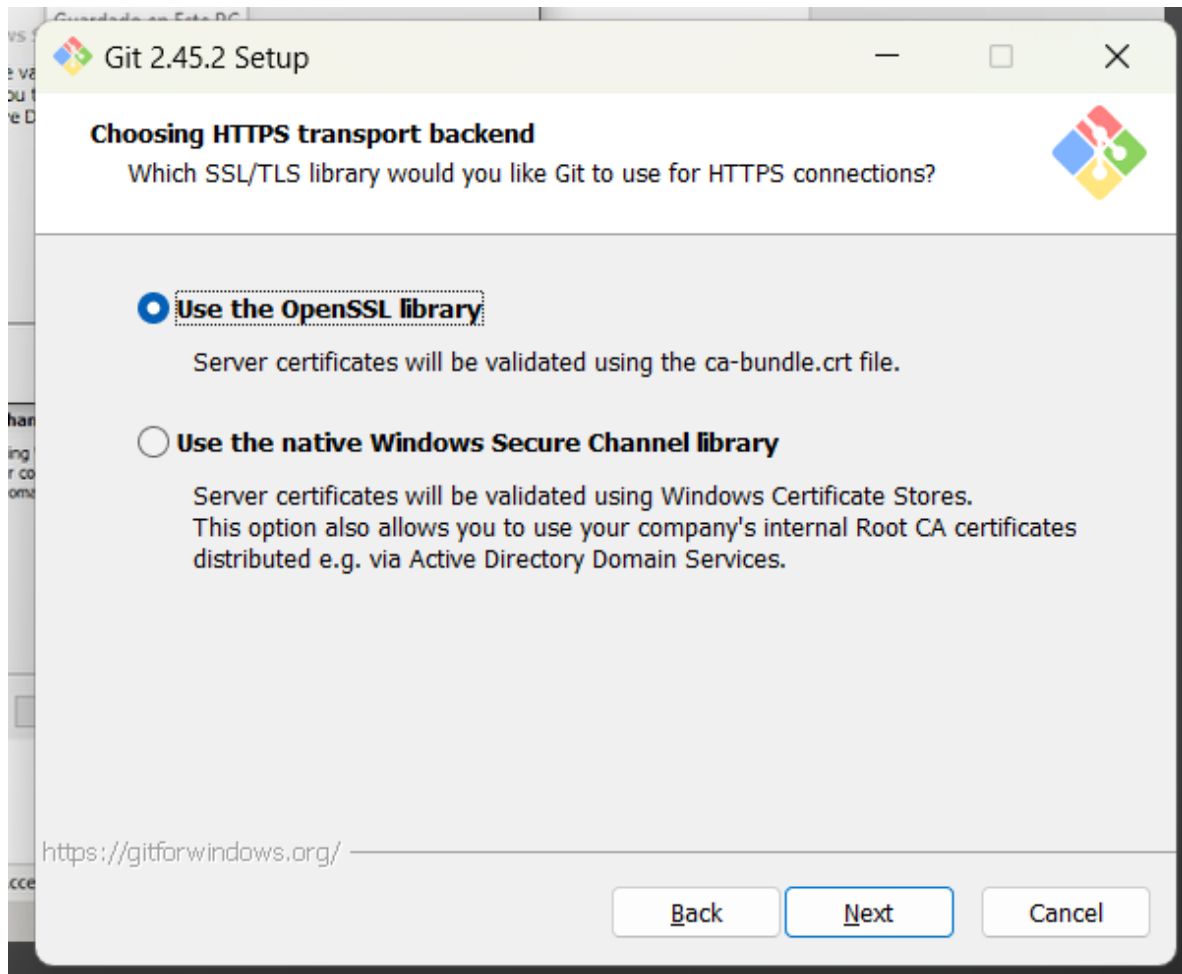 Guardado en Este PC
Git 2.45.2 Setup
Choosing HTTPS transport backend
Which SSL/TLS library would you like Git to use for HTTPS connections?
Use the OpenSSL library
Server certificates will be validated using the ca-bundle.crt file.
Use the native Windows Secure Channel library
Server certificates will be validated using Windows Certificate Stores.
This option also allows you to use your company's internal Root CA certificates
distributed e.g. via Active Directory Domain Services.
https://gitforwindows.org/
Back
Next
Cancel